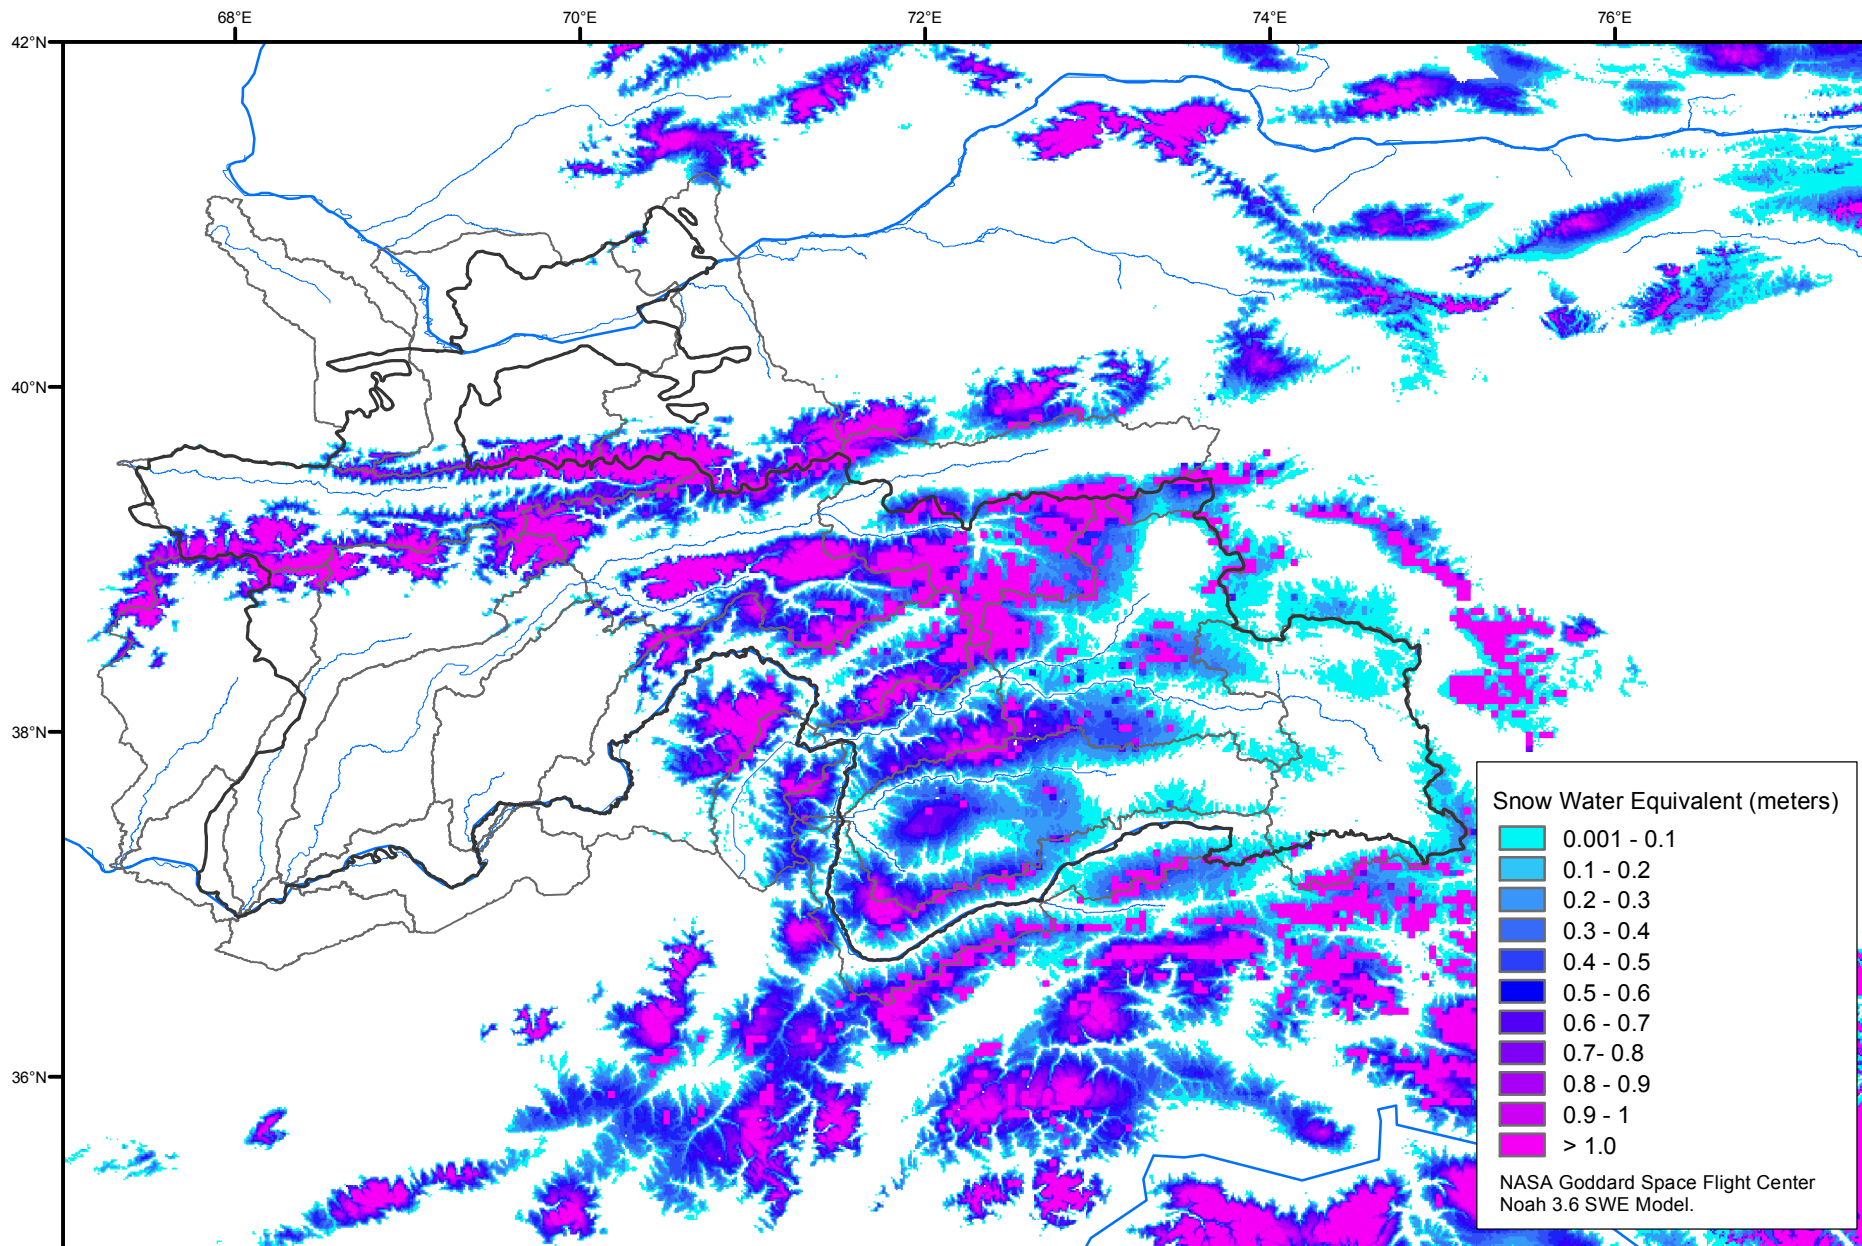 68°E
70°E
72°E
74°E
76°E
42°N
40°N
38°N
36°N
Snow Water Equivalent (meters)
0.001 - 0.1
0.1 - 0.2
0.2 - 0.3
0.3 - 0.4
0.4 - 0.5
0.5 - 0.6
0.6 - 0.7
0.7- 0.8
0.8 - 0.9
0.9 - 1
> 1.0
NASA Goddard Space Flight Center
Noah 3.6 SWE Model.